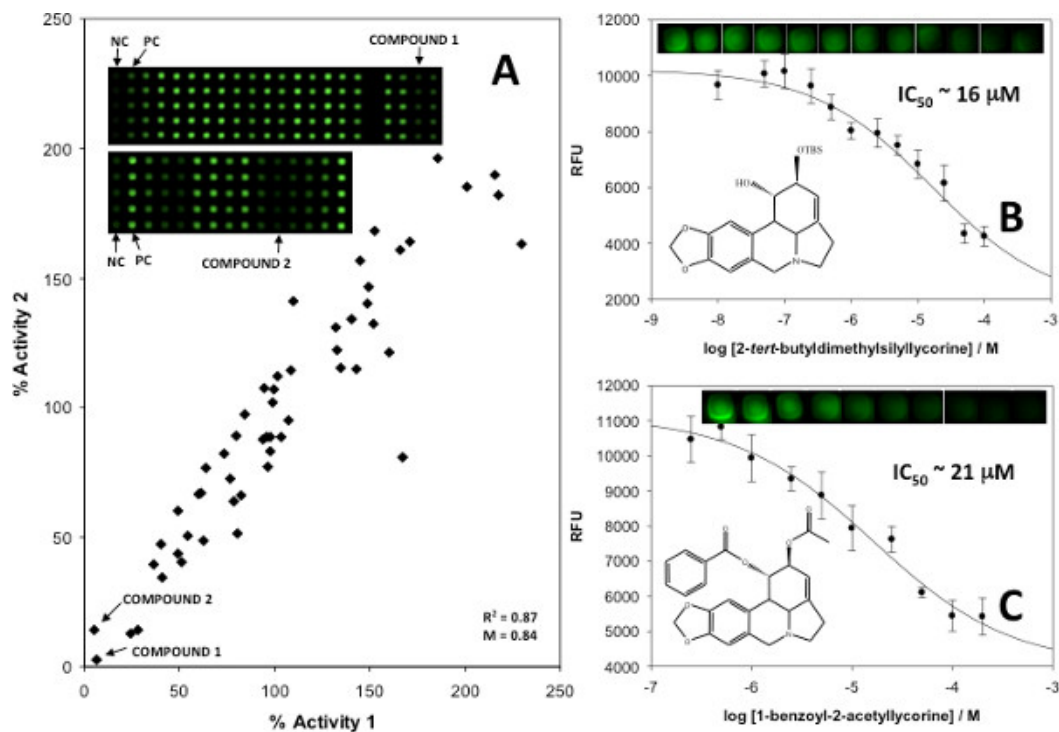 NC
PC
COMPOUND 1
A
NC
PC
COMPOUND 2
200
150
100
50
0
% Activity 2
COMPOUND 2
COMPOUND 1
R² = 0.87
M = 0.84
0 50 100 150 200 250
% Activity 1
12000
10000
8000
6000
4000
2000
RFU
IC₅₀ ~ 16 µM
OTBS
HO
O
O
N
B
-9 -8 -7 -6 -5 -4 -3
log [2-tert-butyldimethylsilyllycorine] / M
12000
11000
10000
9000
8000
7000
6000
5000
4000
RFU
IC₅₀ ~ 21 µM
O
O
O
O
O
O
N
C
-7 -6 -5 -4 -3
log [1-benzoyl-2-acetyllycorine] / M